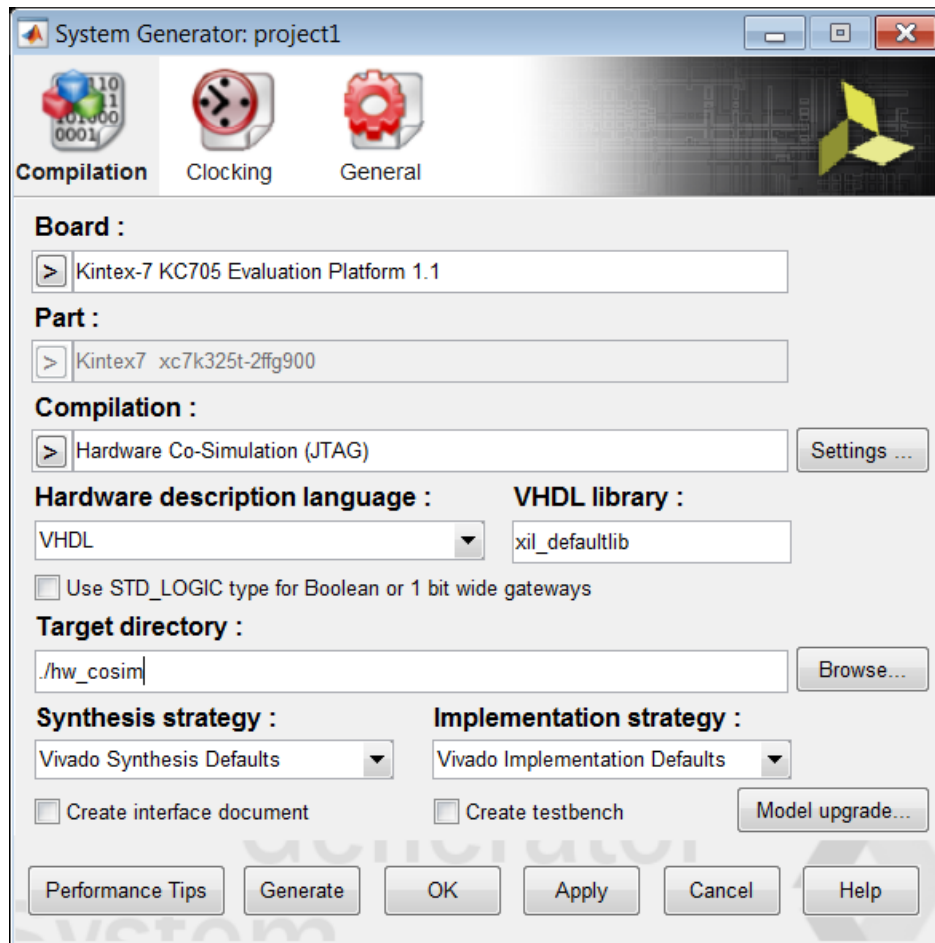 System Generator: project1
Compilation Clocking General
Board :
> Kintex-7 KC705 Evaluation Platform 1.1
Part :
> Kintex7 xc7k325t-2ffg900
Compilation :
> Hardware Co-Simulation (JTAG) Settings ...
Hardware description language : VHDL library :
VHDL xil_defaultlib
Use STD_LOGIC type for Boolean or 1 bit wide gateways
Target directory :
./hw_cosim Browse...
Synthesis strategy : Implementation strategy :
Vivado Synthesis Defaults Vivado Implementation Defaults
Create interface document Create testbench Model upgrade...
Generator
Performance Tips Generate OK Apply Cancel Help
System